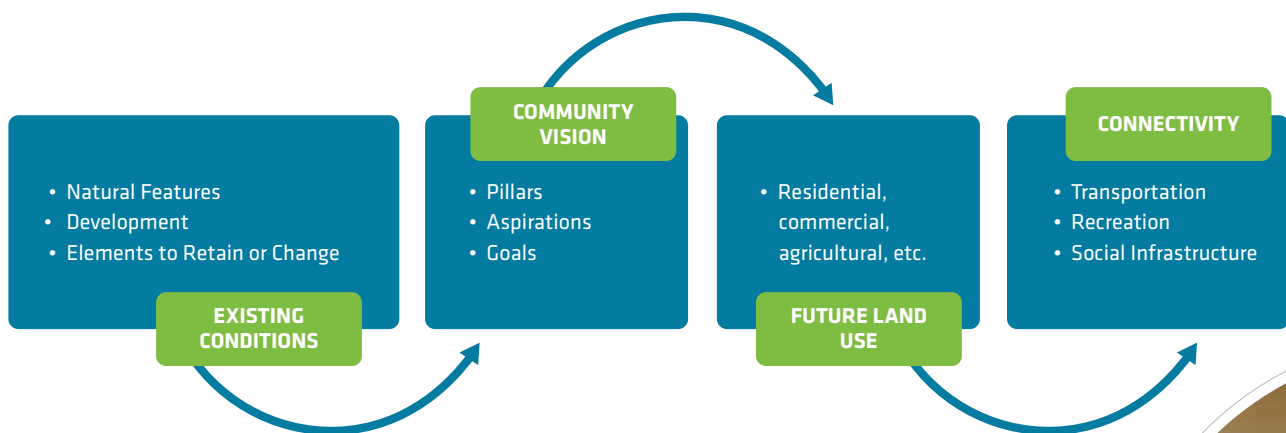 • Natural Features
• Development
• Elements to Retain or Change
EXISTING
CONDITIONS
COMMUNITY
VISION
• Pillars
• Aspirations
• Goals
• Residential,
commercial,
agricultural, etc.
FUTURE LAND
USE
CONNECTIVITY
• Transportation
• Recreation
• Social Infrastructure